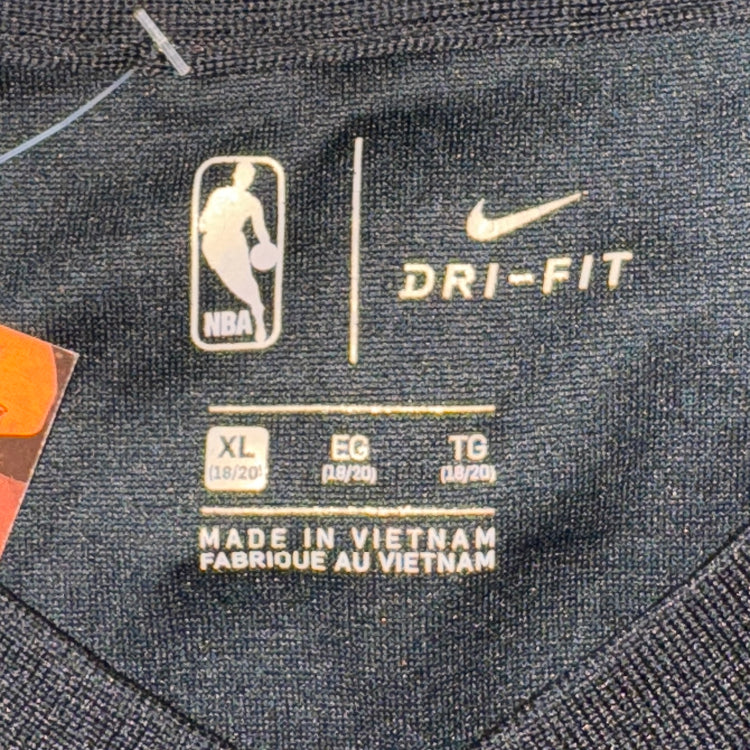 NBA
DRI-FIT
XL EG TG
(18/20) (18/20) (18/20)
MADE IN VIETNAM
FABRIQUE AU VIETNAM